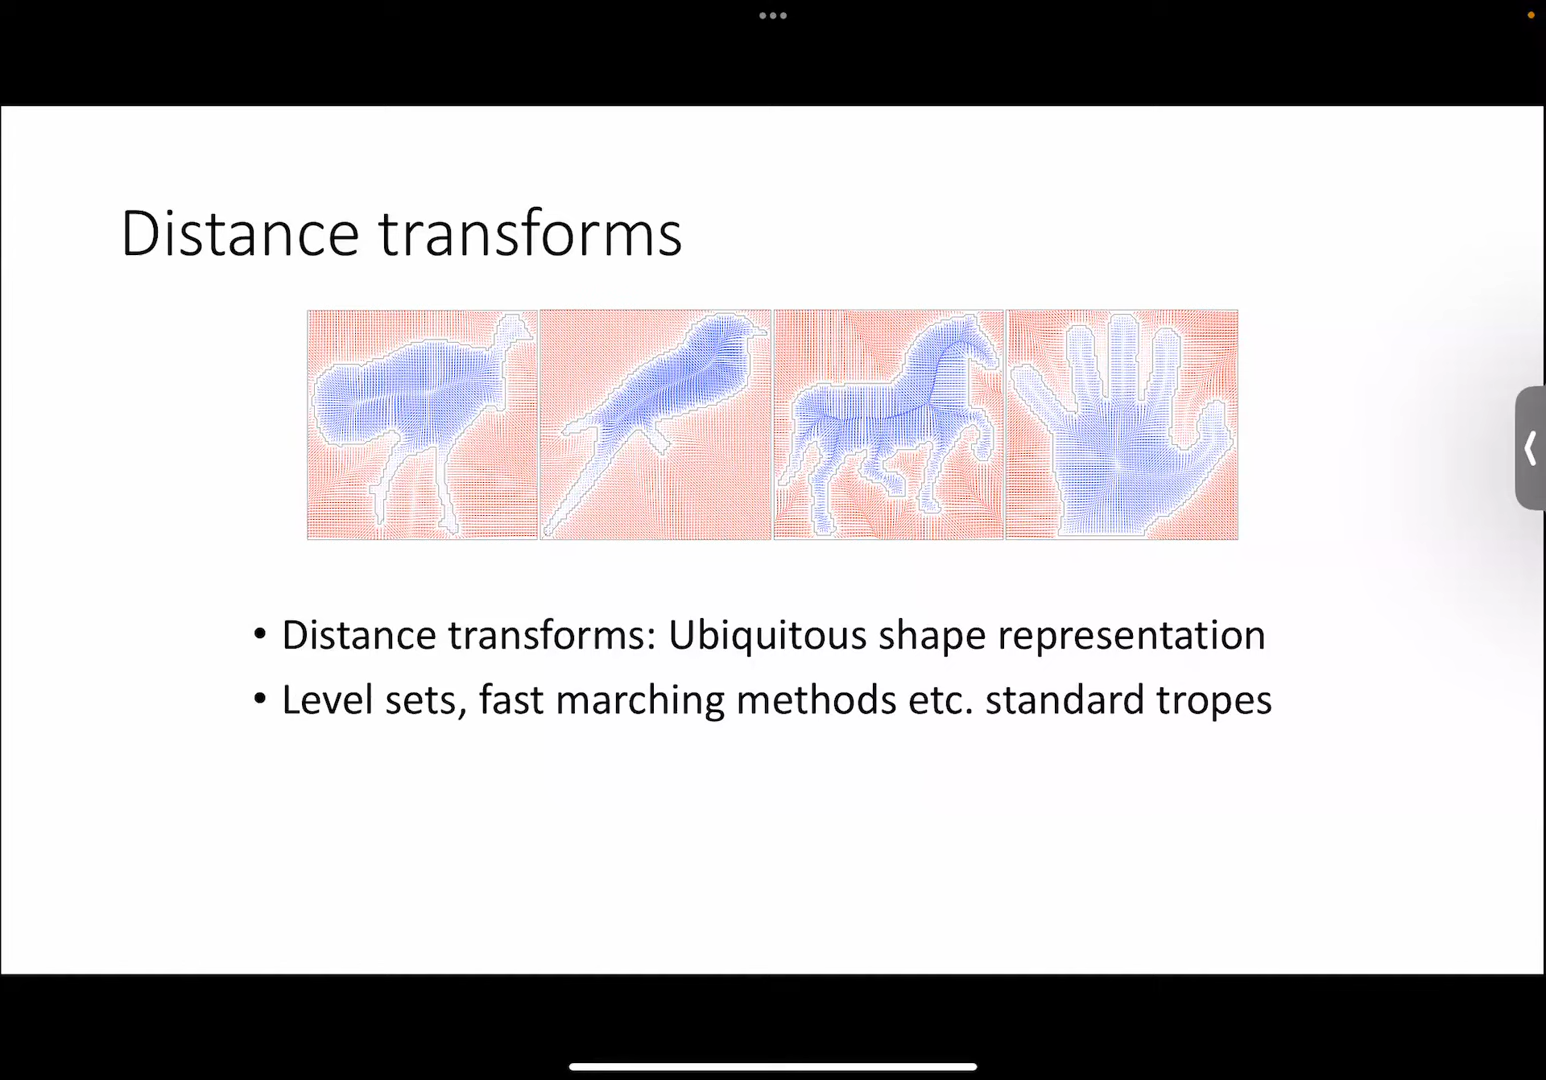 Distance transforms
• Distance transforms: Ubiquitous shape representation
• Level sets, fast marching methods etc. standard tropes